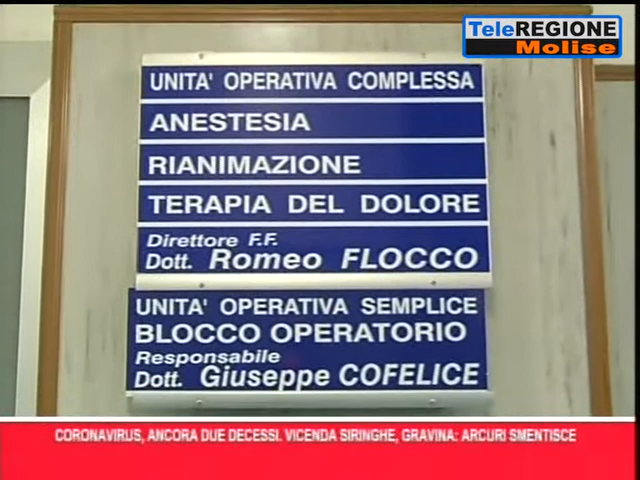 TeleREGIONE
Molise
UNITA' OPERATIVA COMPLESSA
ANESTESIA
RIANIMAZIONE
TERAPIA DEL DOLORE
Direttore F.F.
Dott. Romeo FLOCCO
UNITA' OPERATIVA SEMPLICE
BLOCCO OPERATORIO
Responsabile
Dott. Giuseppe COFELICE
CORONAVIRUS, ANCORA DUE DECESSI. VICENDA SIRINGHE, GRAVINA: ARCURI SMENTISCE